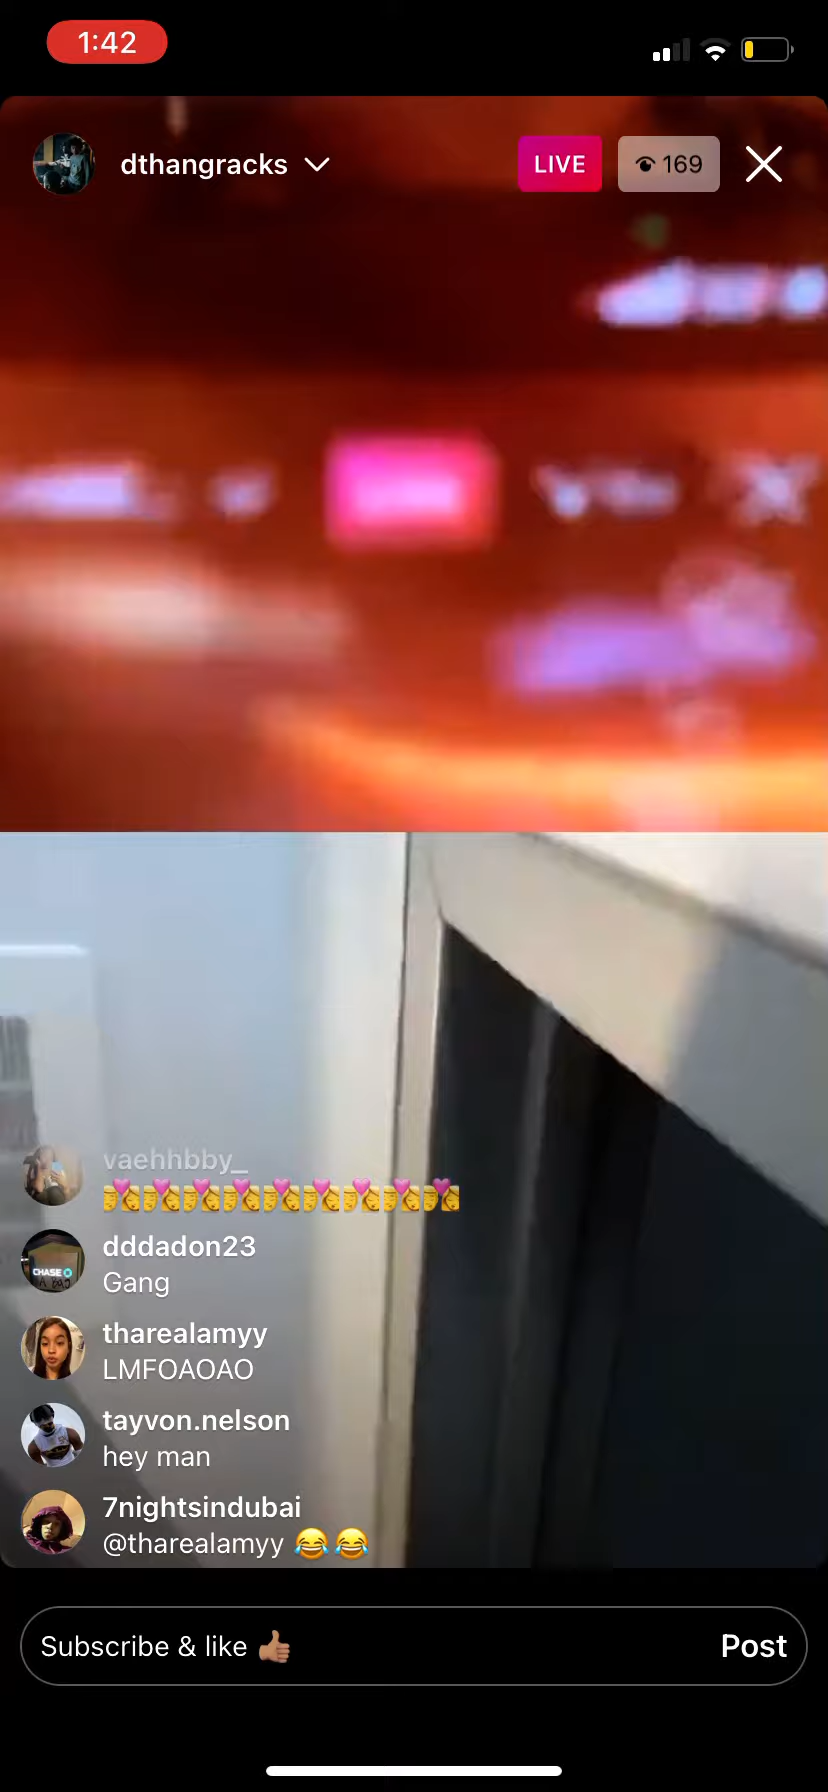 1:42
dthangracks
LIVE
169
vaehhbby_
dddadon23
Gang
tharealamyy
LMFOAOAO
tayvon.nelson
hey man
7nightsindubai
@tharealamyy 😂😂
Subscribe & like 👍🏽
Post
CHASE